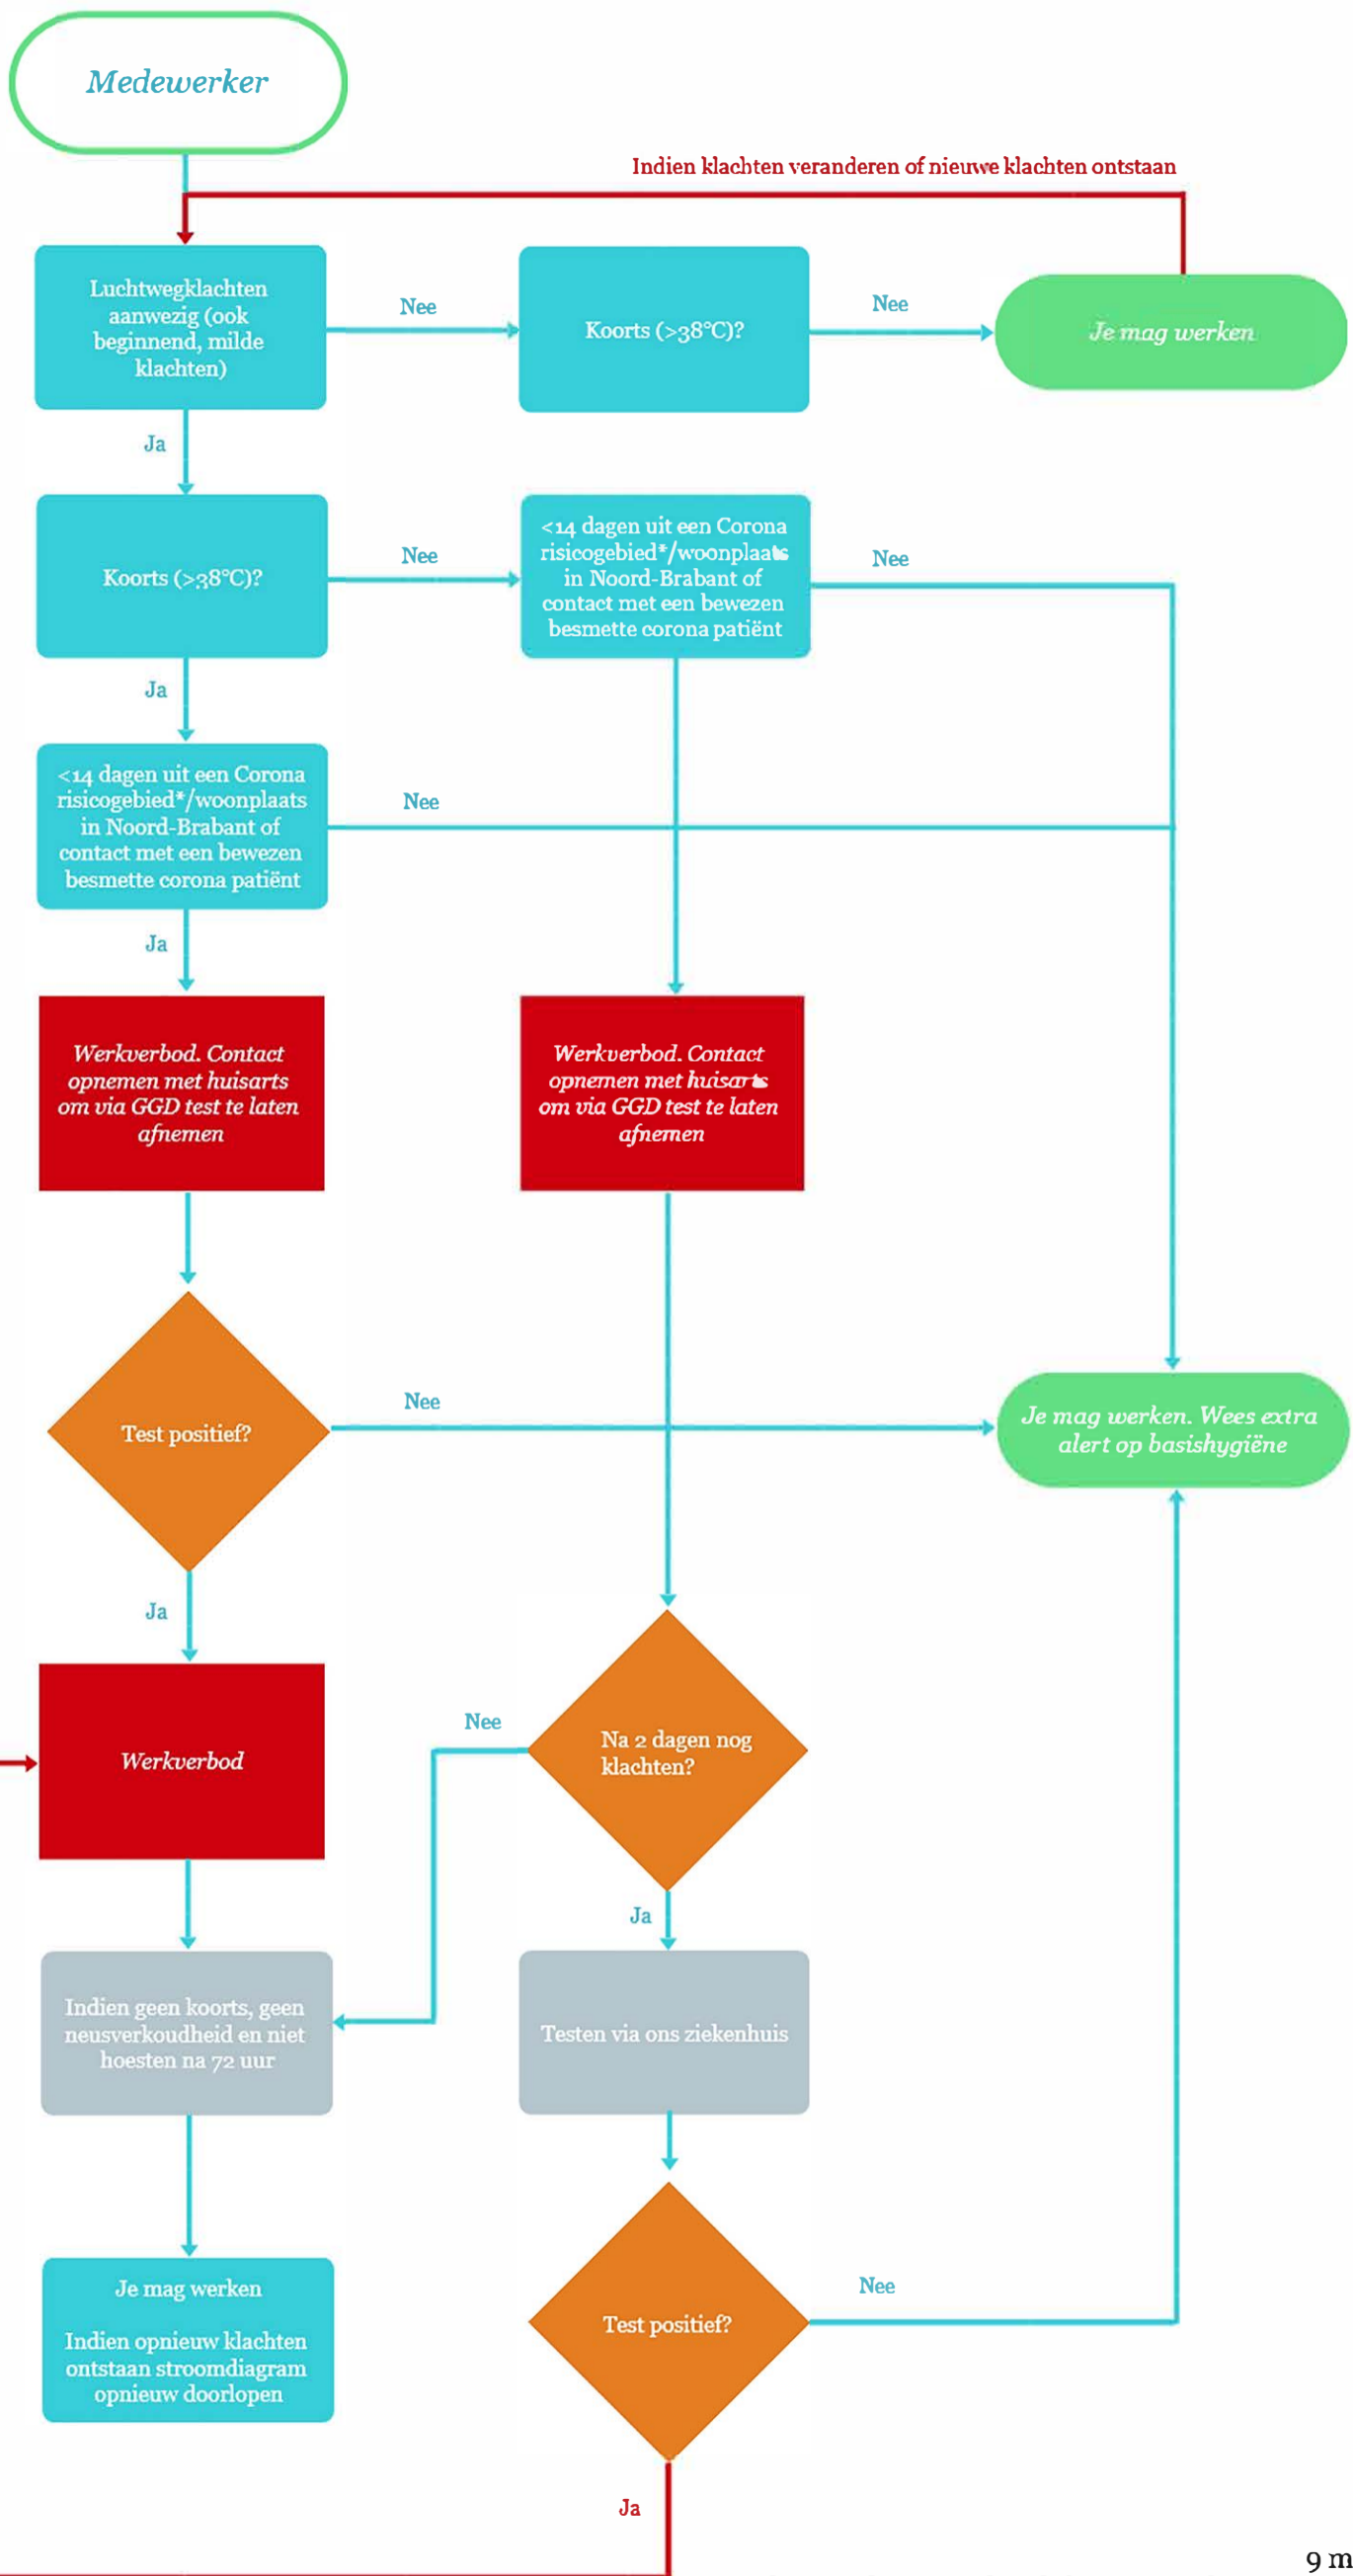 Medewerker
Indien klachten veranderen of nieuwe klachten ontstaan
Luchtwegklachten
aanwezig (ook
beginnend, milde
klachten)
Nee
Koorts (>38°C)?
Nee
Je mag werken
Ja
Koorts (>38°C)?
Nee
<14 dagen uit een Corona
risicogebied*/woonplaats
in Noord-Brabant of
contact met een bewezen
besmette corona patiënt
Nee
Ja
<14 dagen uit een Corona
risicogebied*/woonplaats
in Noord-Brabant of
contact met een bewezen
besmette corona patiënt
Nee
Ja
Werkverbod. Contact
opnemen met huisarts
om via GGD test te laten
afnemen
Werkverbod. Contact
opnemen met huisarts
om via GGD test te laten
afnemen
Test positief?
Nee
Je mag werken. Wees extra
alert op basishygiëne
Ja
Werkverbod
Nee
Na 2 dagen nog
klachten?
Ja
Indien geen koorts, geen
neusverkoudheid en niet
hoesten na 72 uur
Testen via ons ziekenhuis
Je mag werken
Indien opnieuw klachten
ontstaan stroomdiagram
opnieuw doorlopen
Test positief?
Nee
Ja
9 m